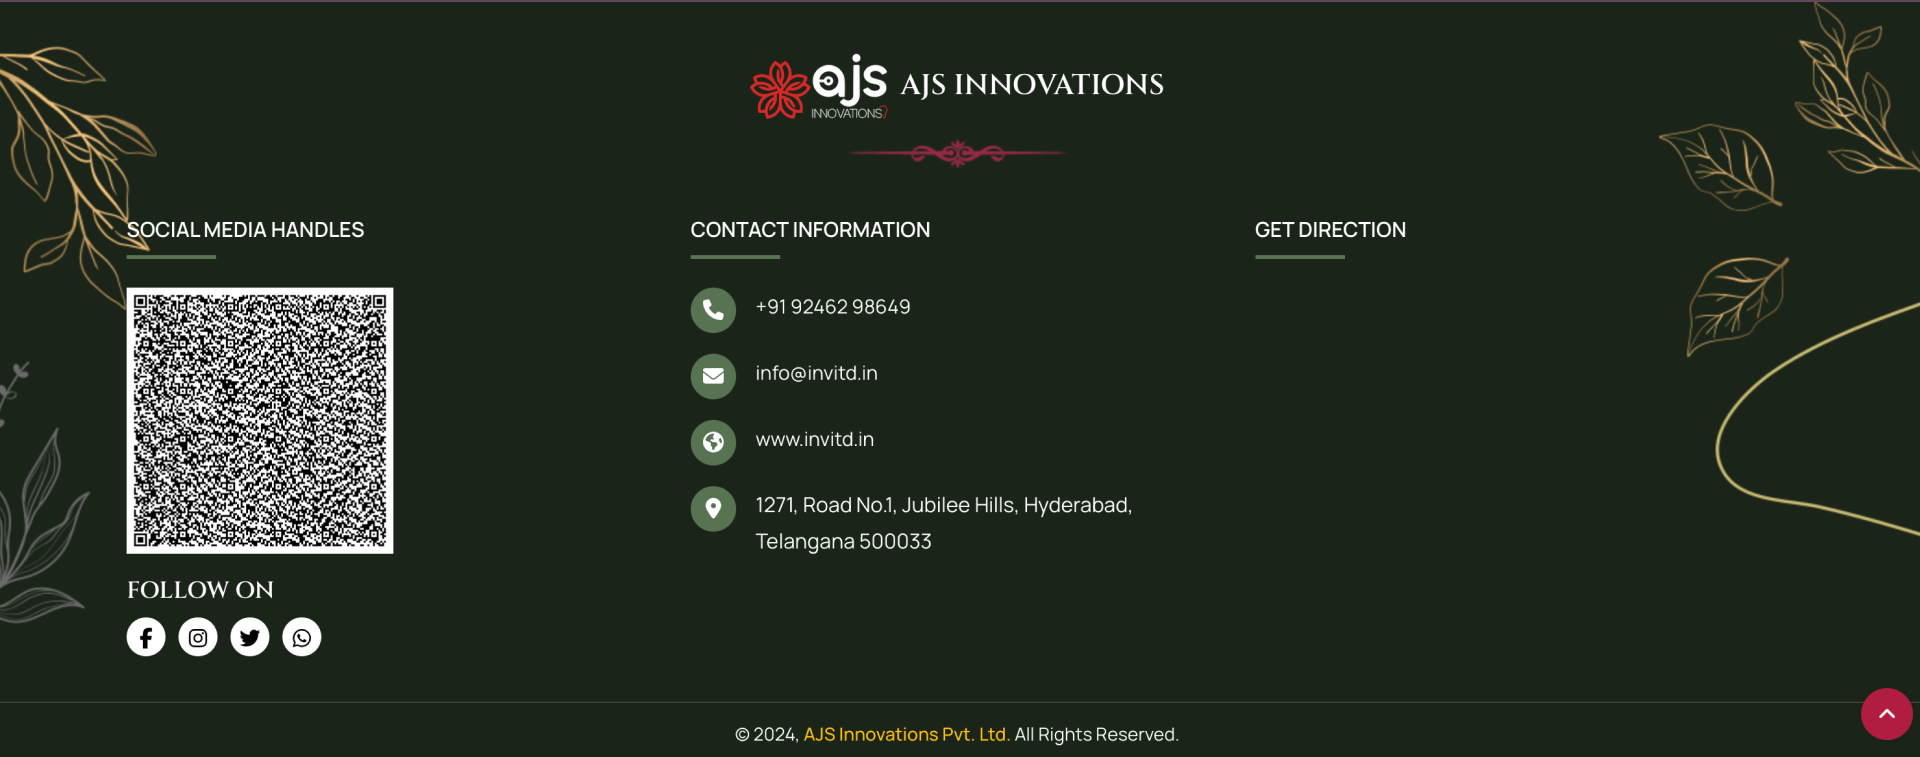 ajs
INNOVATIONS
AJS INNOVATIONS
SOCIAL MEDIA HANDLES
FOLLOW ON
CONTACT INFORMATION
+91 92462 98649
info@invitd.in
www.invitd.in
1271, Road No.1, Jubilee Hills, Hyderabad,
Telangana 500033
GET DIRECTION
© 2024, AJS Innovations Pvt. Ltd. All Rights Reserved.